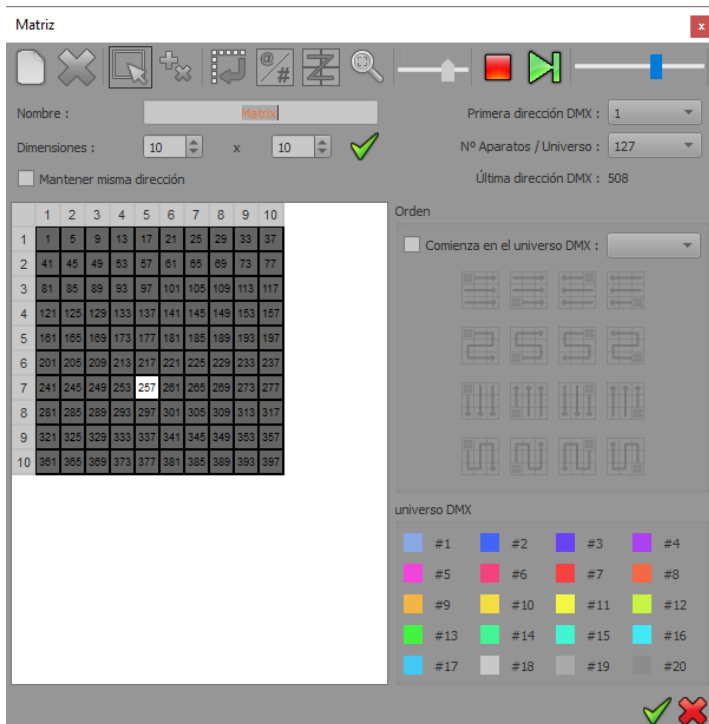 Matriz
x
@
#
Nombre :
Matrix
Primera dirección DMX : 1
Dimensiones : 10 x 10
Nº Aparatos / Universo : 127
Mantener misma dirección
Última dirección DMX : 508
Orden
Comienza en el universo DMX :
1 2 3 4 5 6 7 8 9 10
1 1 5 9 13 17 21 25 29 33 37
2 41 45 49 53 57 61 65 69 73 77
3 81 85 89 93 97 101 105 109 113 117
4 121 125 129 133 137 141 145 149 153 157
5 161 165 169 173 177 181 185 189 193 197
6 201 205 209 213 217 221 225 229 233 237
7 241 245 249 253 257 261 265 269 273 277
8 281 285 289 293 297 301 305 309 313 317
9 321 325 329 333 337 341 345 349 353 357
10 361 365 369 373 377 381 385 389 393 397
universo DMX
#1 #2 #3 #4
#5 #6 #7 #8
#9 #10 #11 #12
#13 #14 #15 #16
#17 #18 #19 #20